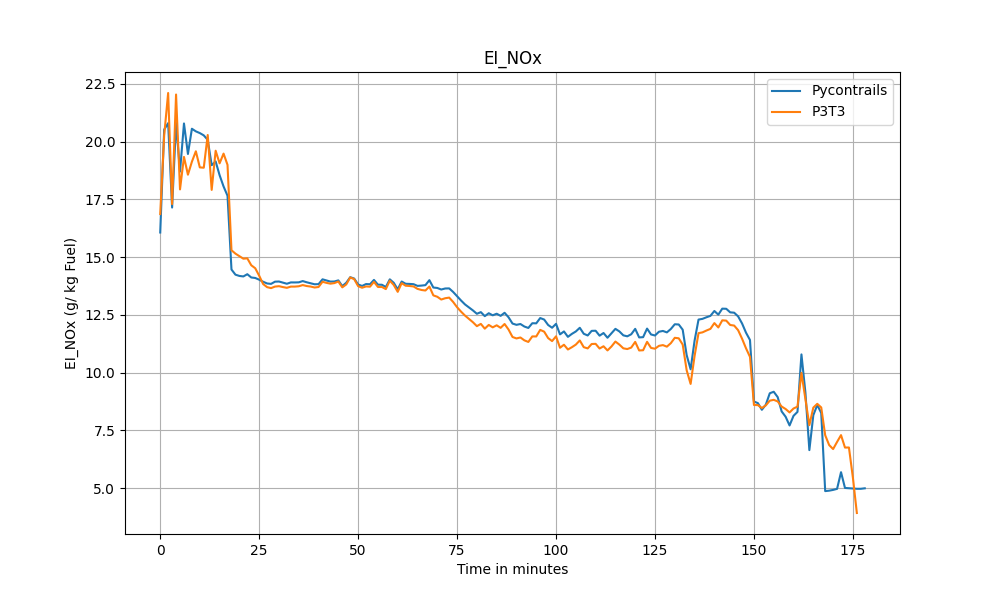 EI_NOx
Pycontrails
P3T3
EI_NOx (g/ kg Fuel)
22.5
20.0
17.5
15.0
12.5
10.0
7.5
5.0
0 25 50 75 100 125 150 175
Time in minutes